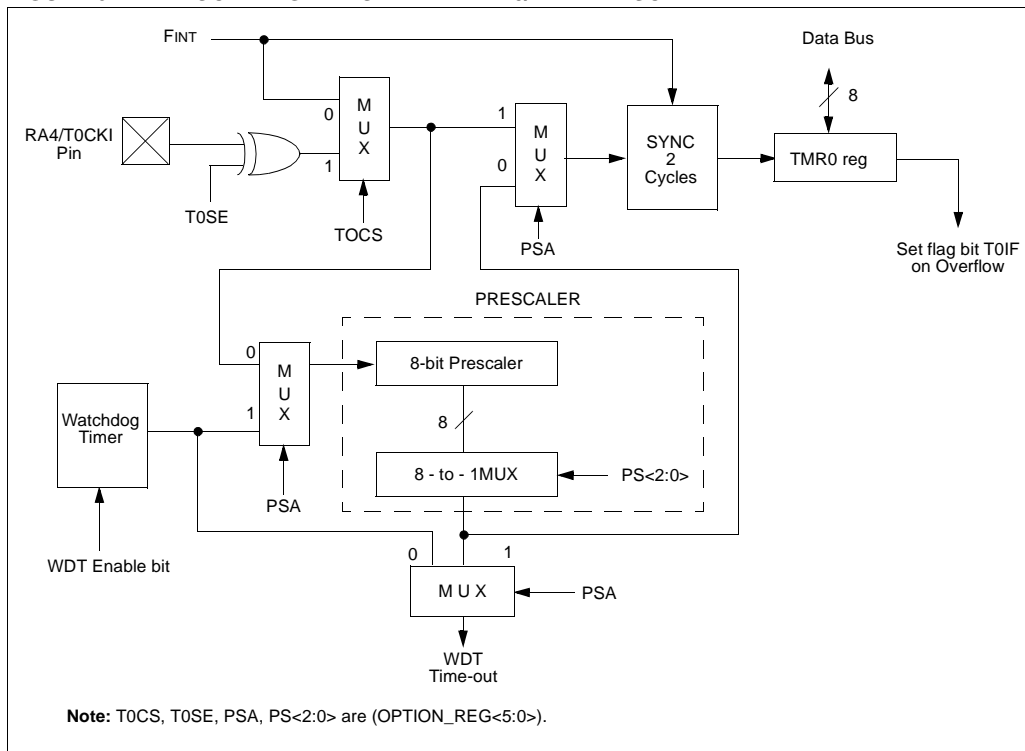 FINT
Data Bus
8
RA4/T0CKI
Pin
0
1
M
U
X
T0SE
TOCS
1
0
M
U
X
PSA
SYNC
2
Cycles
TMR0 reg
Set flag bit T0IF
on Overflow
PRESCALER
0
1
M
U
X
8-bit Prescaler
Watchdog
Timer
8
8 - to - 1MUX
PS<2:0>
PSA
WDT Enable bit
0
1
M U X
PSA
WDT
Time-out
Note: T0CS, T0SE, PSA, PS<2:0> are (OPTION_REG<5:0>).